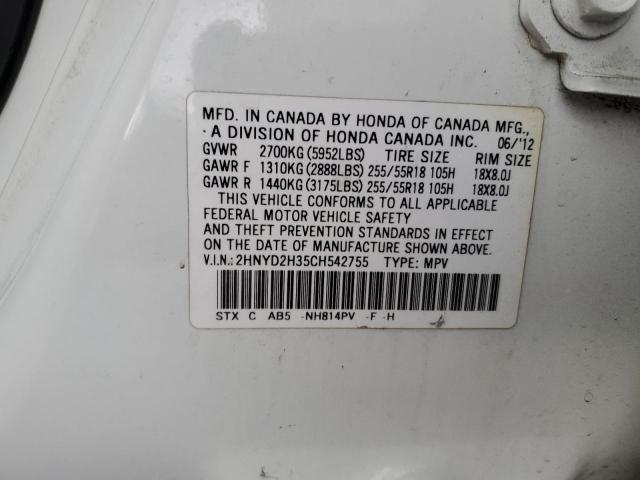 MFD. IN CANADA BY HONDA OF CANADA MFG.,
· A DIVISION OF HONDA CANADA INC. 06/'12
GVWR 2700KG (5952LBS) TIRE SIZE RIM SIZE
GAWR F 1310KG (2888LBS) 255/55R18 105H 18X8.0J
GAWR R 1440KG (3175LBS) 255/55R18 105H 18X8.0J
THIS VEHICLE CONFORMS TO ALL APPLICABLE
FEDERAL MOTOR VEHICLE SAFETY
AND THEFT PREVENTION STANDARDS IN EFFECT
ON THE DATE OF MANUFACTURE SHOWN ABOVE.
V.I.N.: 2HNYD2H35CH542755 TYPE: MPV
STX C AB5 -NH814PV -F -H